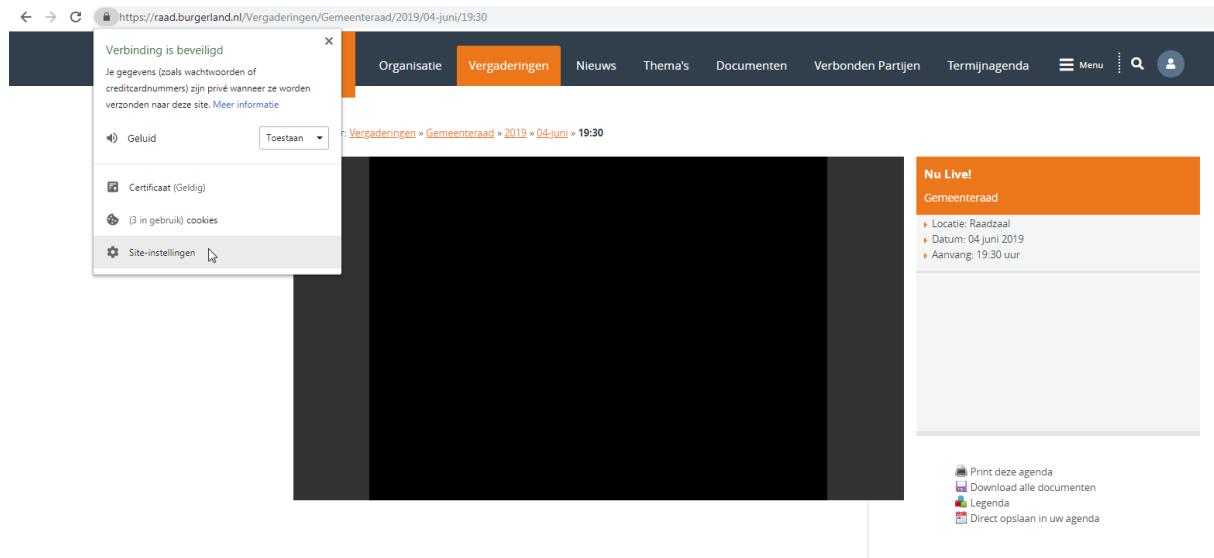 https://raad.burgerland.nl/Vergaderingen/Gemeenteraad/2019/04-juni/19:30
Verbinding is beveiligd
Je gegevens (zoals wachtwoorden of
creditcardnummers) zijn privé wanneer ze worden
verzonden naar deze site. Meer informatie
Geluid
Toestaan
Certificaat (Geldig)
(3 in gebruik) cookies
Site-instellingen
Organisatie
Vergaderingen
Nieuws
Thema's
Documenten
Verbonden Partijen
Termijnagenda
Menu
r: Vergaderingen » Gemeenteraad » 2019 » 04-juni » 19:30
Nu Live!
Gemeenteraad
Locatie: Raadzaal
Datum: 04 juni 2019
Aanvang: 19:30 uur
Print deze agenda
Download alle documenten
Legenda
Direct opslaan in uw agenda